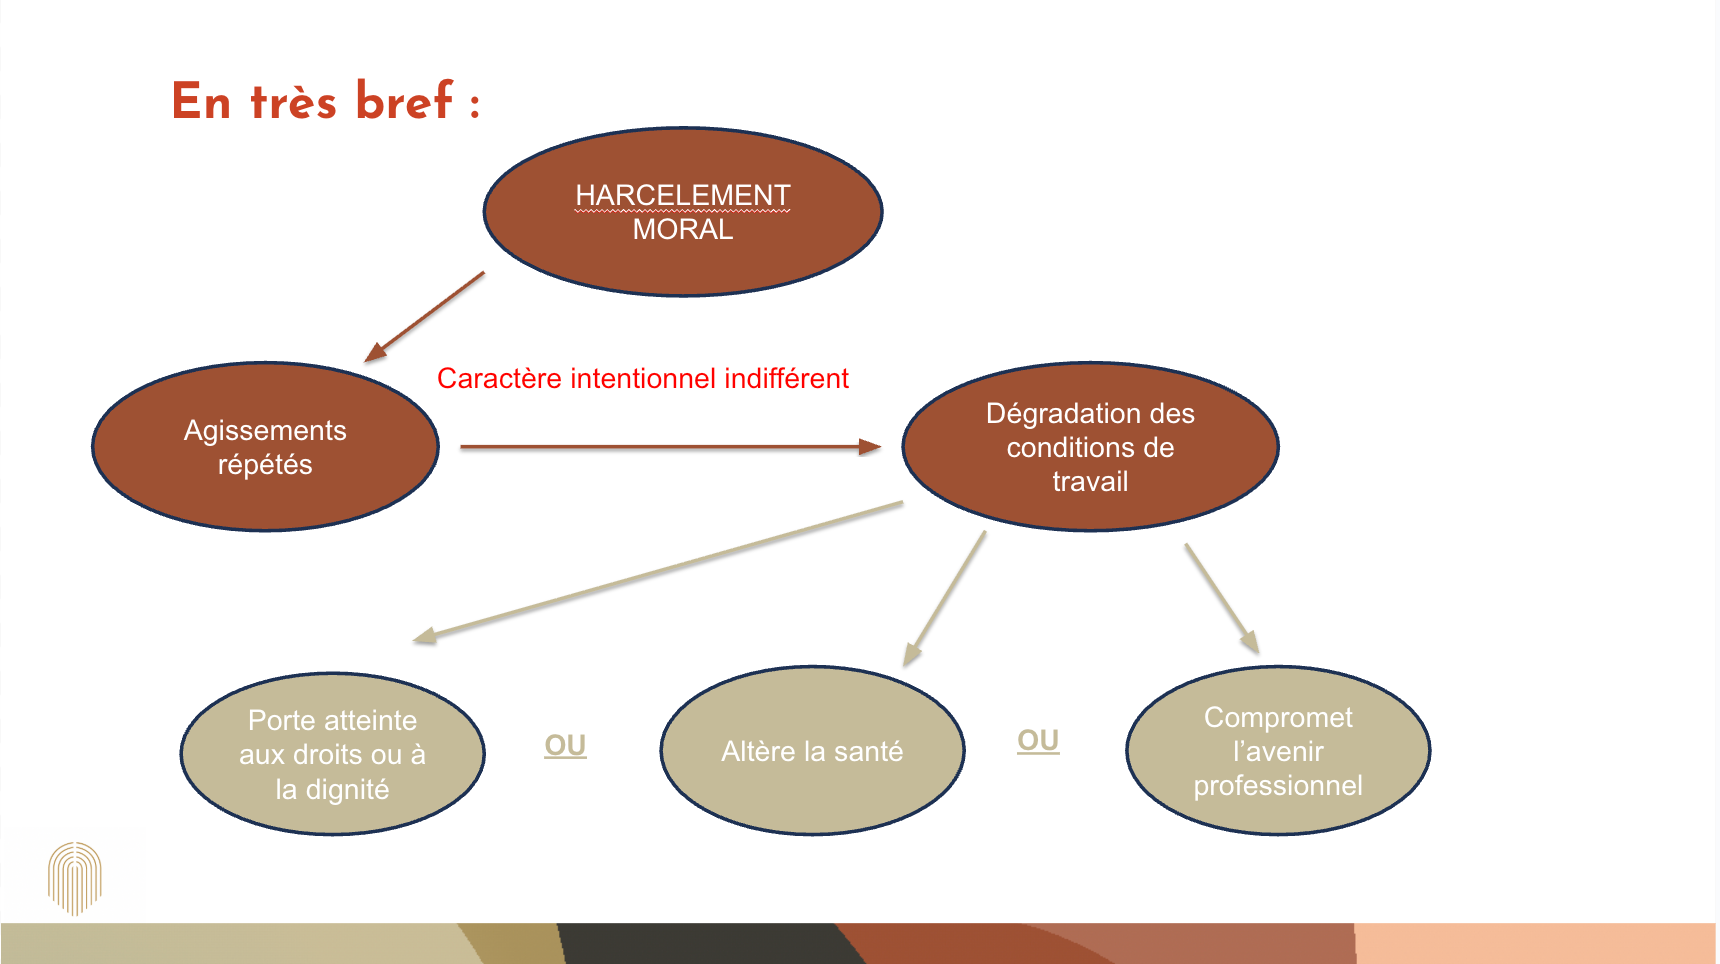 En très bref :
HARCELEMENT
MORAL
Caractère intentionnel indifférent
Agissements
répétés
Dégradation des
conditions de
travail
Porte atteinte
aux droits ou à
la dignité
OU
Altère la santé
OU
Compromet
l’avenir
professionnel